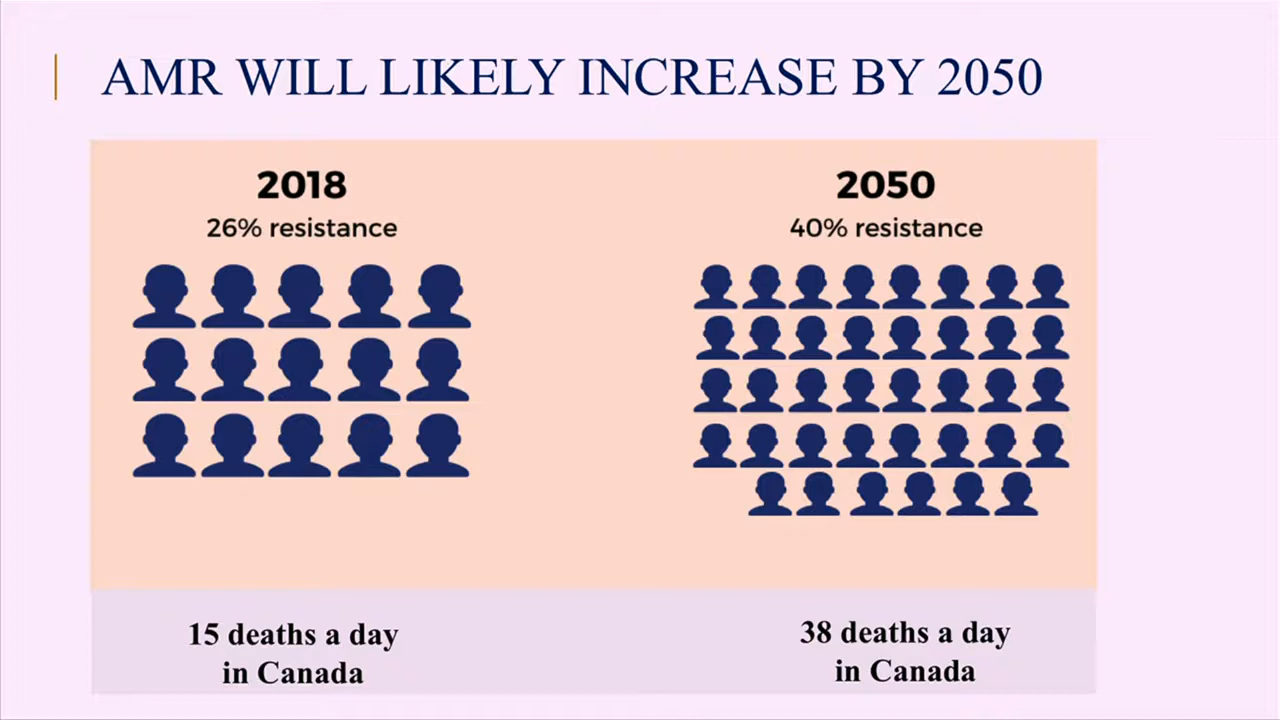 AMR WILL LIKELY INCREASE BY 2050
2018
26% resistance
15 deaths a day
in Canada
2050
40% resistance
38 deaths a day
in Canada